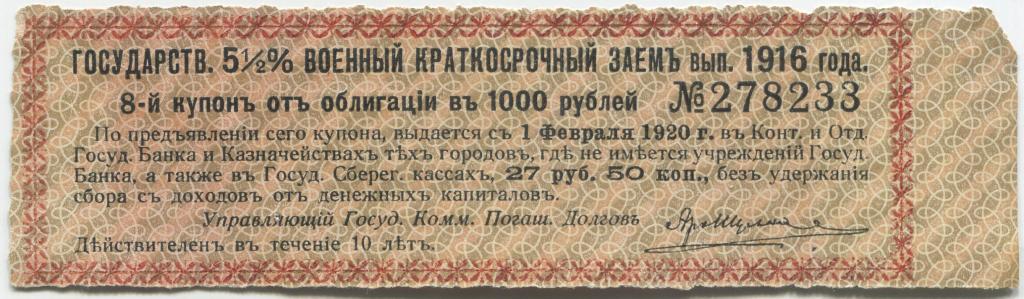 ГОСУДАРСТВ. 5½% ВОЕННЫЙ КРАТКОСРОЧНЫЙ ЗАЕМЪ вып. 1916 года.
8-й купонъ отъ облигаціи въ 1000 рублей №278233
По предъявленіи сего купона, выдается съ 1 Февраля 1920 г. въ Конт. и Отд.
Госуд. Банка и Казначействахъ тѣхъ городовъ, гдѣ не имѣется учрежденій Госуд.
Банка, а также въ Госуд. Сберег. кассахъ, 27 руб. 50 коп., безъ удержанія
сбора съ доходовъ отъ денежныхъ капиталовъ.
Управляющій Госуд. Комм. Погаш. Долговъ
Дѣйствителенъ въ теченіе 10 лѣтъ.